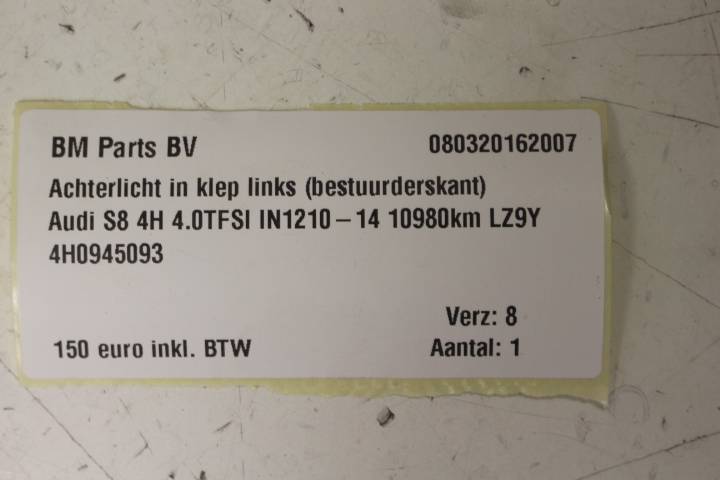 BM Parts BV 080320162007
Achterlicht in klep links (bestuurderskant)
Audi S8 4H 4.0TFSI IN1210-14 10980km LZ9Y
4H0945093
Verz: 8
150 euro inkl. BTW Aantal: 1